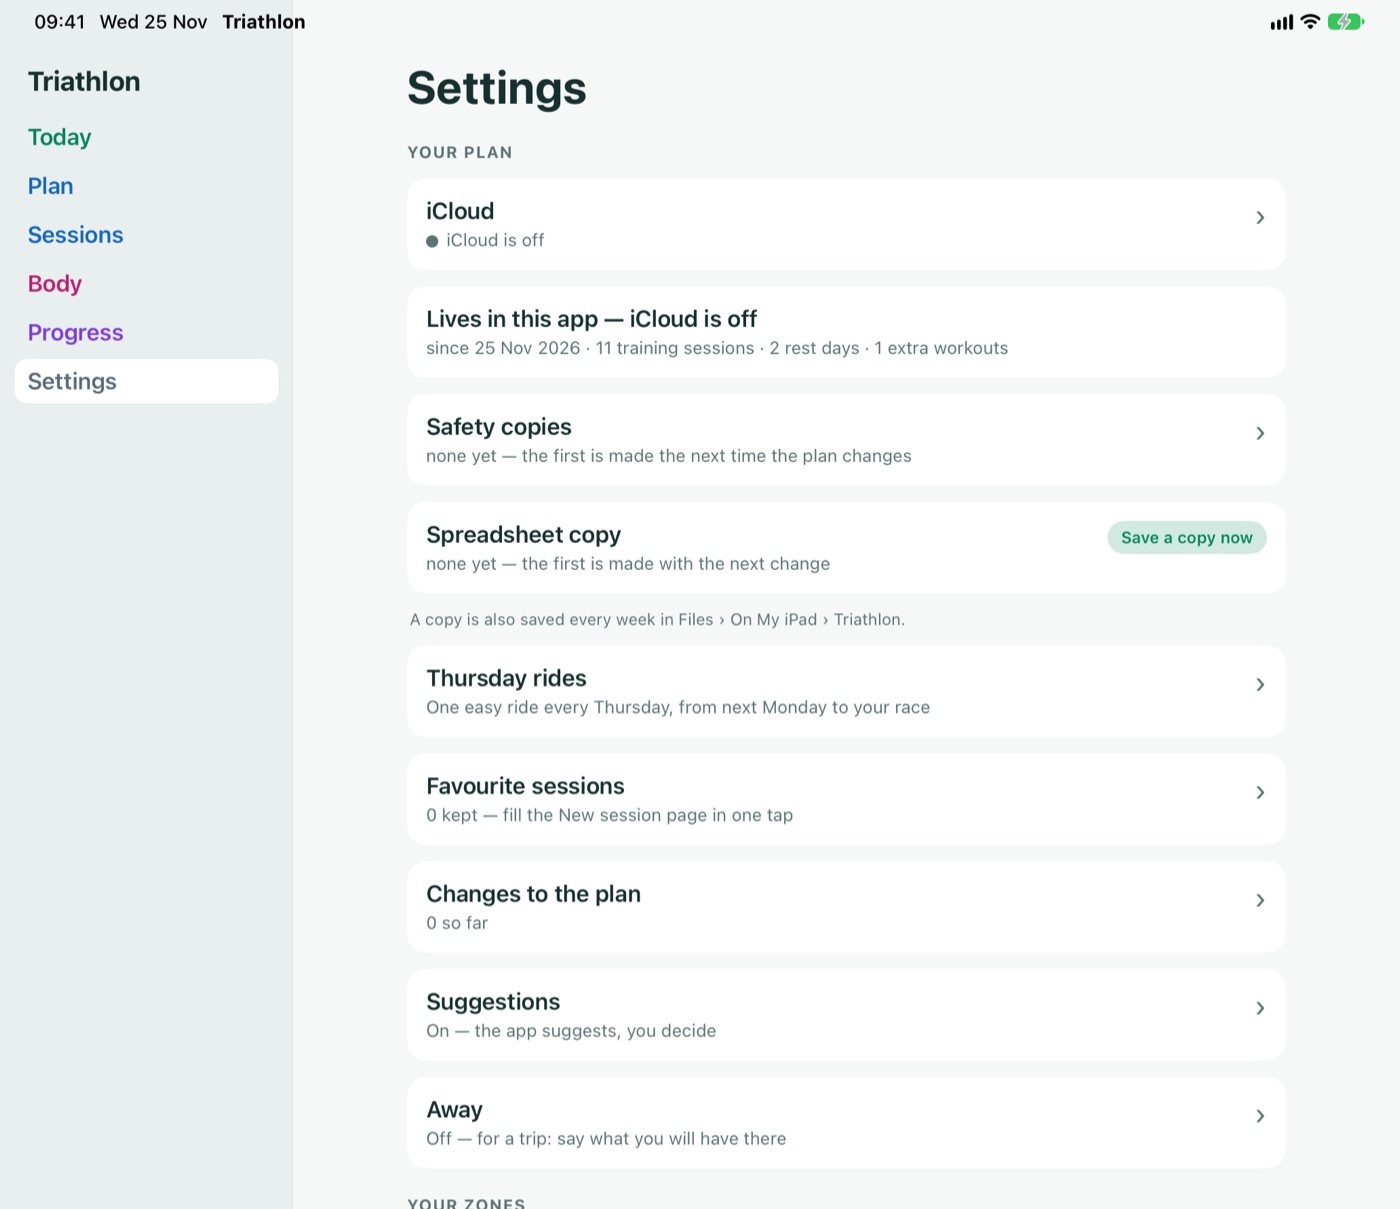 09:41 Wed 25 Nov Triathlon
Triathlon
Today
Plan
Sessions
Body
Progress
Settings
Settings
YOUR PLAN
iCloud
iCloud is off
Lives in this app — iCloud is off
since 25 Nov 2026 · 11 training sessions · 2 rest days · 1 extra workouts
Safety copies
none yet — the first is made the next time the plan changes
Spreadsheet copy
Save a copy now
none yet — the first is made with the next change
A copy is also saved every week in Files › On My iPad › Triathlon.
Thursday rides
One easy ride every Thursday, from next Monday to your race
Favourite sessions
0 kept — fill the New session page in one tap
Changes to the plan
0 so far
Suggestions
On — the app suggests, you decide
Away
Off — for a trip: say what you will have there
YOUR ZONES